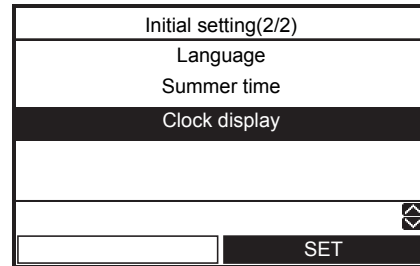 Initial setting(2/2)
Language
Summer time
Clock display
SET